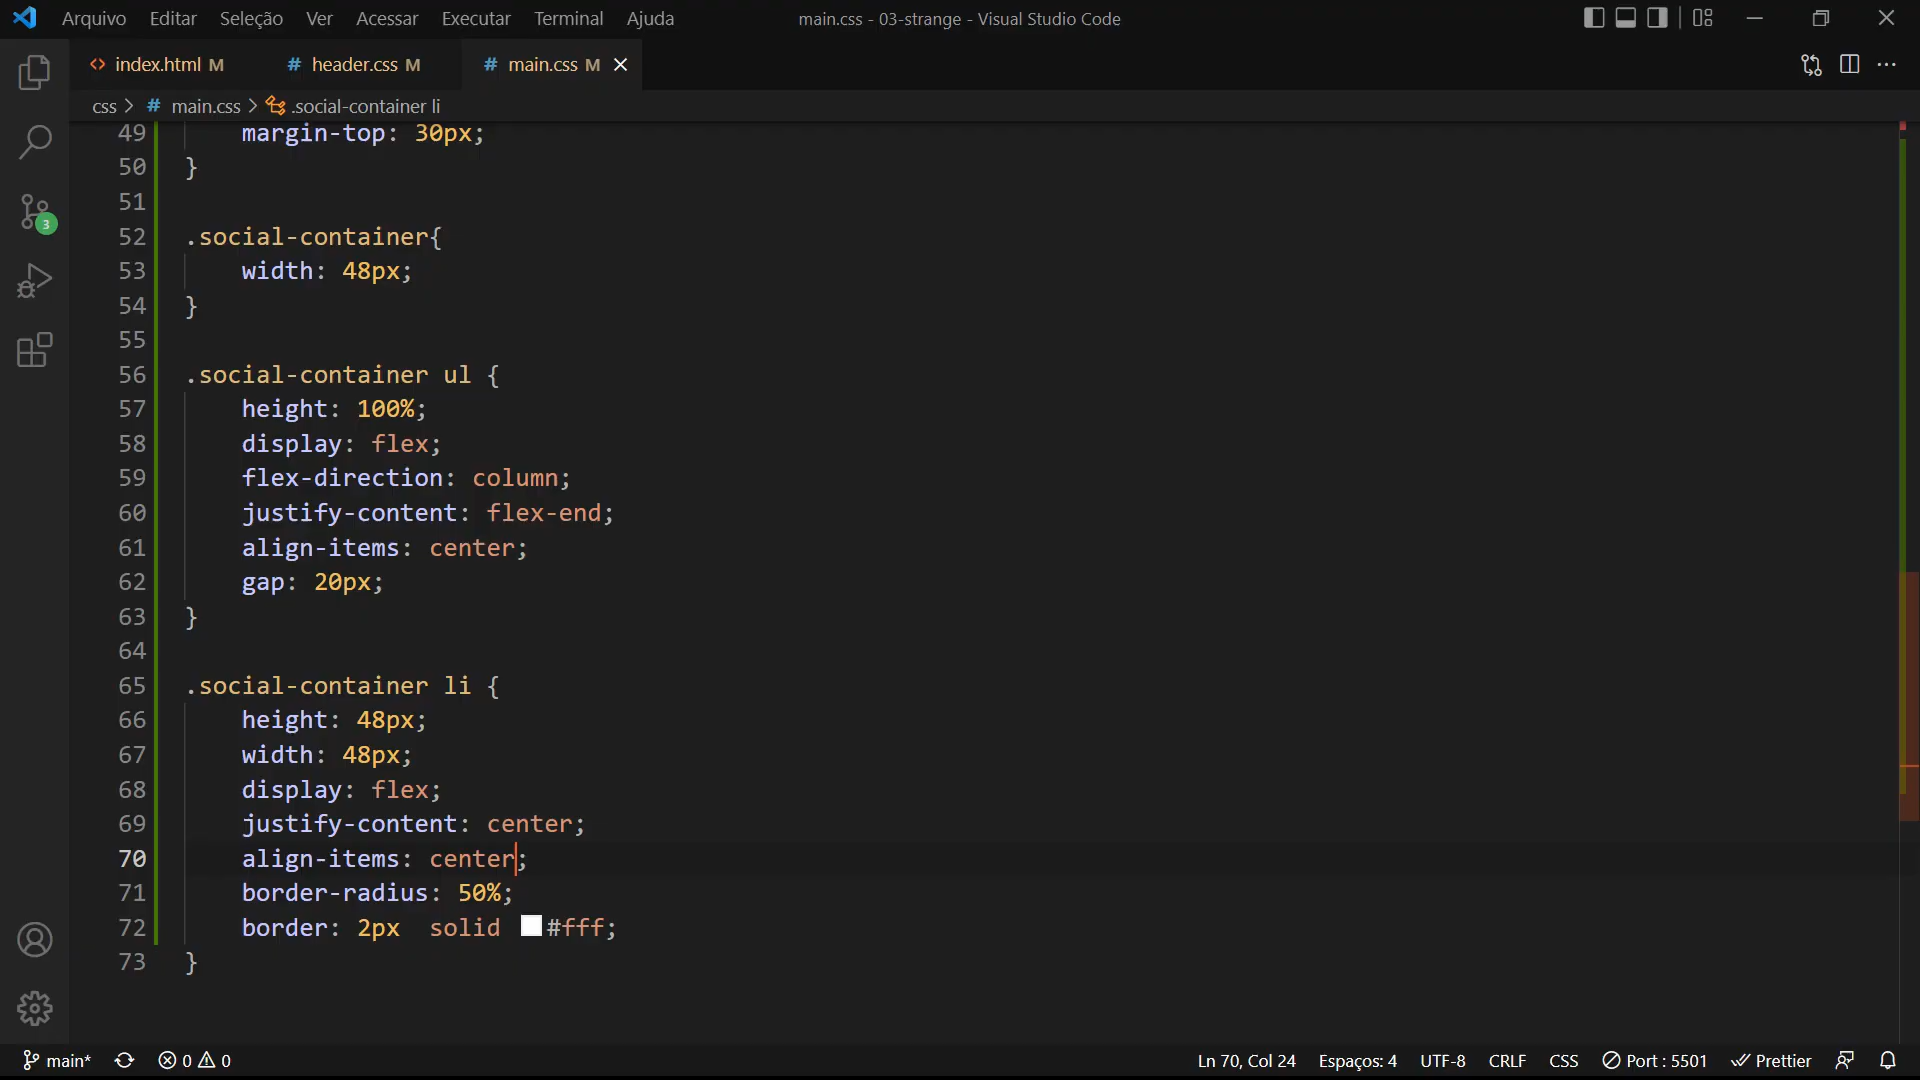 Arquivo Editar Seleção Ver Acessar Executar Terminal Ajuda main.css - 03-strange - Visual Studio Code
<> index.html M # header.css M # main.css M
css > # main.css > .social-container li
3
49 margin-top: 30px;
50 }
51
52 .social-container{
53 width: 48px;
54 }
55
56 .social-container ul {
57 height: 100%;
58 display: flex;
59 flex-direction: column;
60 justify-content: flex-end;
61 align-items: center;
62 gap: 20px;
63 }
64
65 .social-container li {
66 height: 48px;
67 width: 48px;
68 display: flex;
69 justify-content: center;
70 align-items: center;
71 border-radius: 50%;
72 border: 2px  solid #fff;
73 }
main* 0 0 Ln 70, Col 24 Espaços: 4 UTF-8 CRLF CSS Port : 5501 Prettier